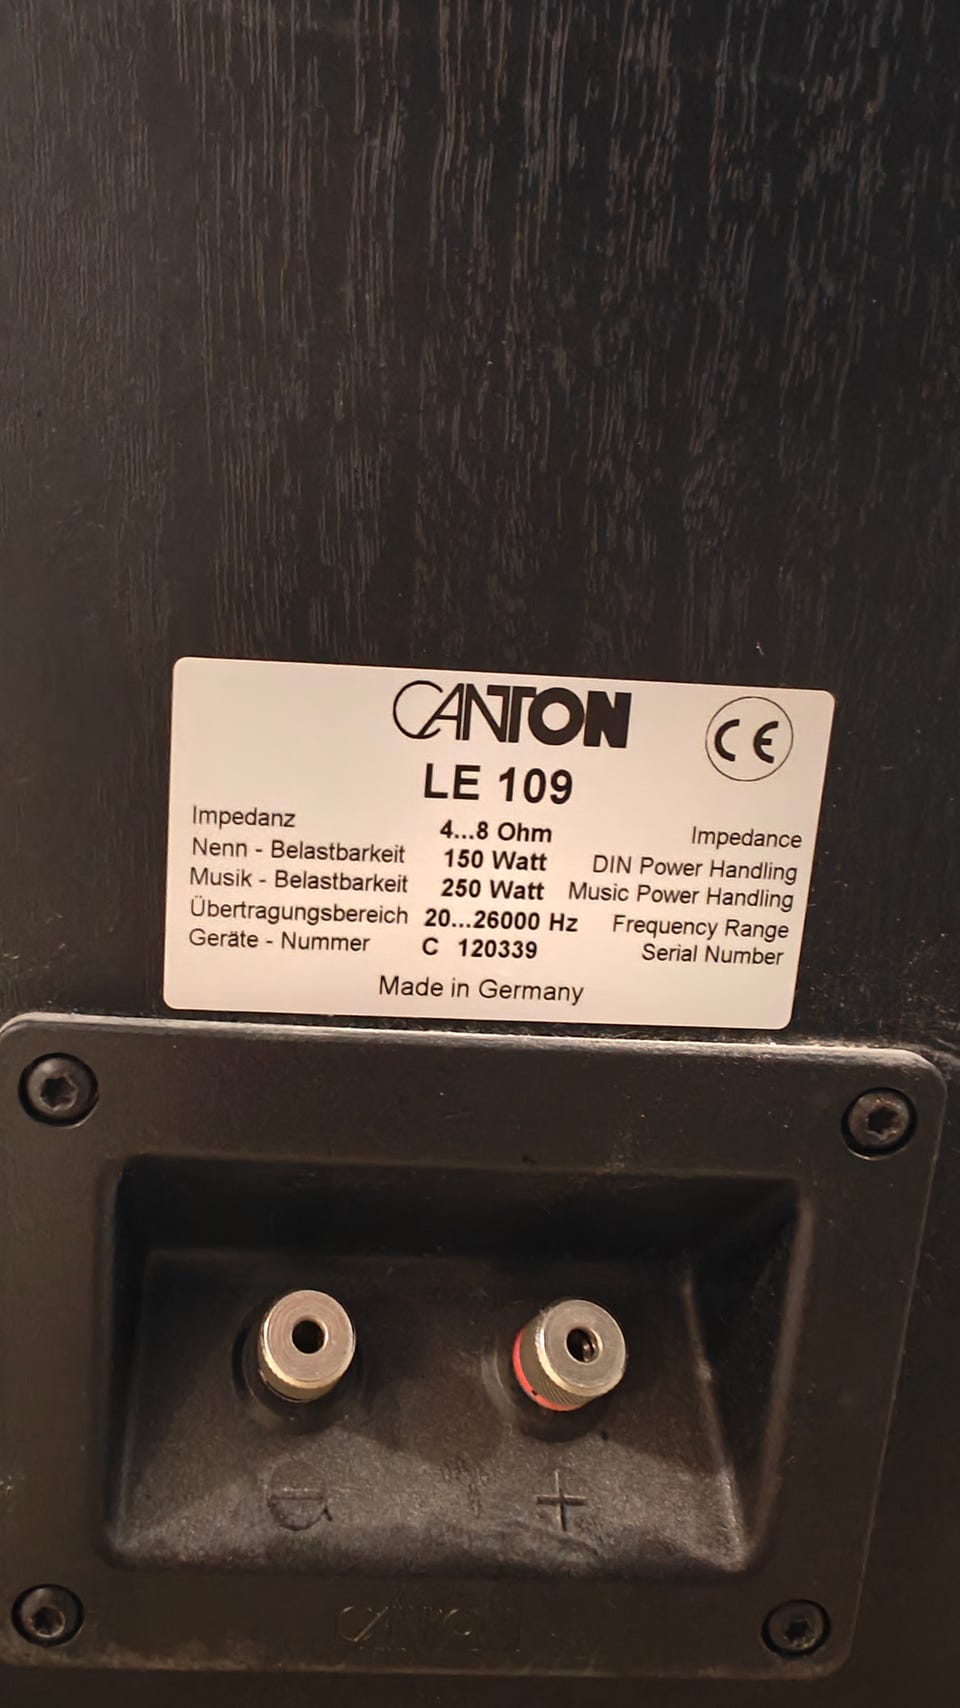 CANTON
CE
LE 109
Impedanz 4...8 Ohm Impedance
Nenn - Belastbarkeit 150 Watt DIN Power Handling
Musik - Belastbarkeit 250 Watt Music Power Handling
Übertragungsbereich 20...26000 Hz Frequency Range
Geräte - Nummer C 120339 Serial Number
Made in Germany
- +
CANTON